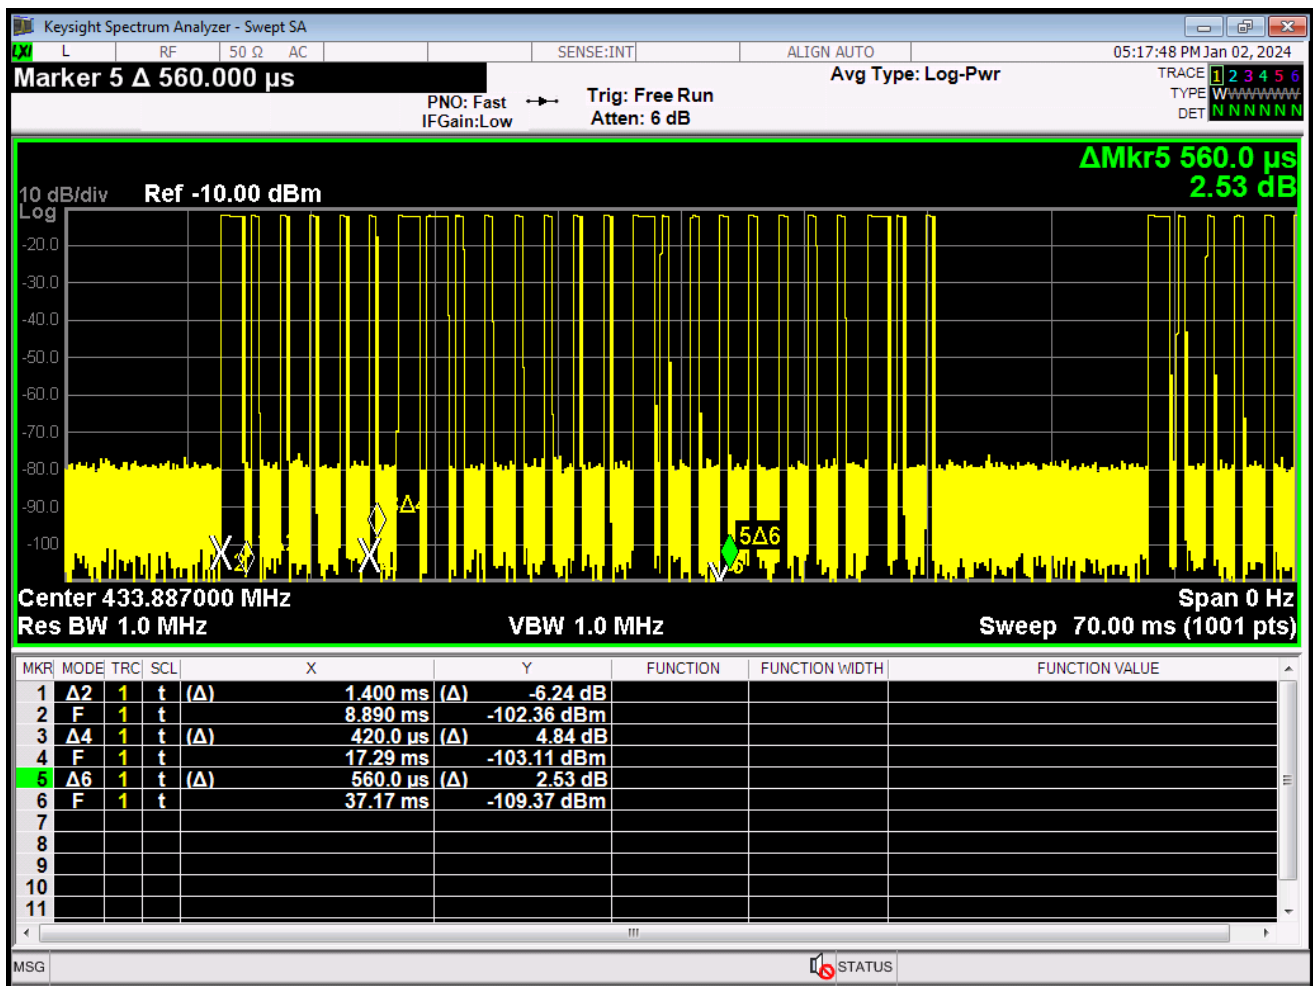 Keysight Spectrum Analyzer - Swept SA
LXI L RF 50 Ω AC SENSE:INT ALIGN AUTO 05:17:48 PM Jan 02, 2024
Marker 5 Δ 560.000 µs
PNO: Fast
IFGain:Low
Trig: Free Run
Atten: 6 dB
Avg Type: Log-Pwr
TRACE 1 2 3 4 5 6
TYPE WWWWWW
DET N N N N N N
ΔMkr5 560.0 µs
2.53 dB
10 dB/div Ref -10.00 dBm
Log
-20.0
-30.0
-40.0
-50.0
-60.0
-70.0
-80.0
-90.0
-100
5Δ6
Center 433.887000 MHz Span 0 Hz
Res BW 1.0 MHz VBW 1.0 MHz Sweep 70.00 ms (1001 pts)
MKR MODE TRC SCL X Y FUNCTION FUNCTION WIDTH FUNCTION VALUE
1 Δ2 1 t (Δ) 1.400 ms (Δ) -6.24 dB
2 F 1 t 8.890 ms -102.36 dBm
3 Δ4 1 t (Δ) 420.0 µs (Δ) 4.84 dB
4 F 1 t 17.29 ms -103.11 dBm
5 Δ6 1 t (Δ) 560.0 µs (Δ) 2.53 dB
6 F 1 t 37.17 ms -109.37 dBm
7
8
9
10
11
MSG STATUS